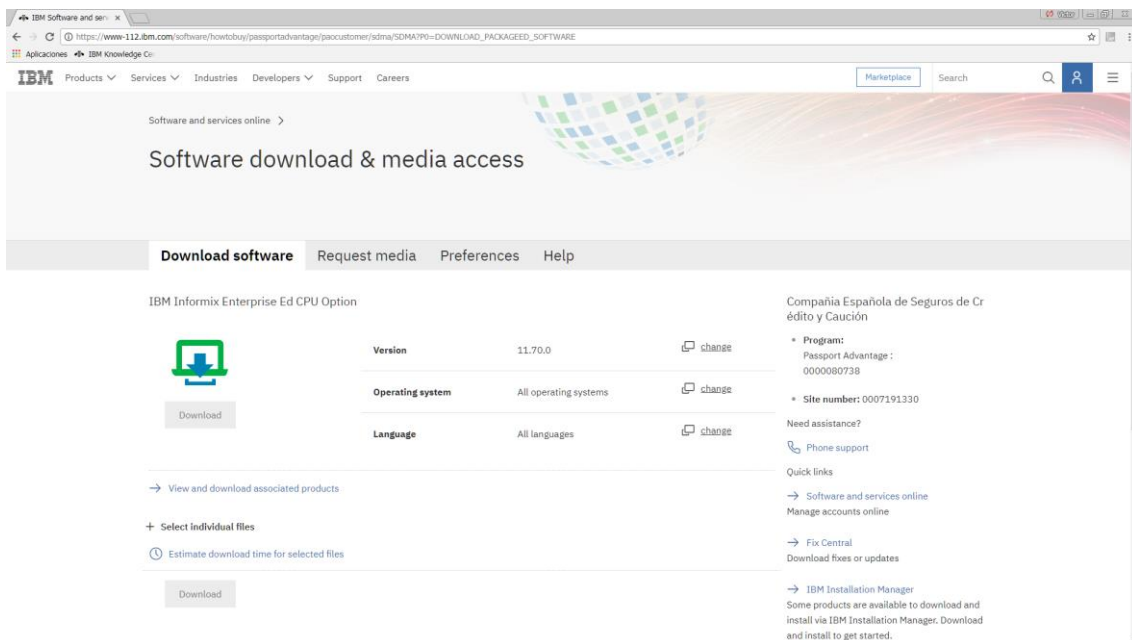 IBM Software and serv
https://www-112.ibm.com/software/howtobuy/passportadvantage/paocustomer/sdma/SDMA?P0=DOWNLOAD_PACKAGEED_SOFTWARE
Aplicaciones IBM Knowledge Ce
IBM Products Services Industries Developers Support Careers Marketplace Search
Software and services online >
Software download & media access
Download software Request media Preferences Help
IBM Informix Enterprise Ed CPU Option
Version 11.70.0 change
Operating system All operating systems change
Language All languages change
Download
View and download associated products
+ Select individual files
Estimate download time for selected files
Download
Compañia Española de Seguros de Cr
édito y Caución
Program:
Passport Advantage :
0000080738
Site number: 0007191330
Need assistance?
Phone support
Quick links
Software and services online
Manage accounts online
Fix Central
Download fixes or updates
IBM Installation Manager
Some products are available to download and
install via IBM Installation Manager. Download
and install to get started.